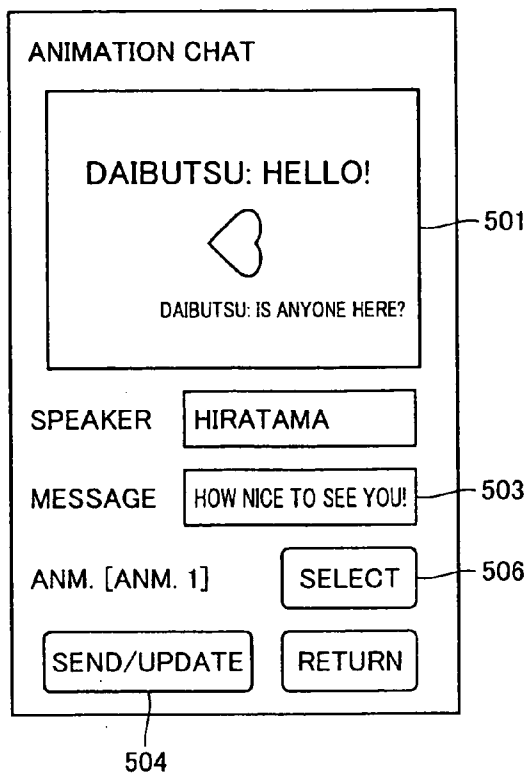 ANIMATION CHAT
DAIBUTSU: HELLO!
501
DAIBUTSU: IS ANYONE HERE?
SPEAKER HIRATAMA
MESSAGE HOW NICE TO SEE YOU! 503
ANM. [ANM. 1] SELECT 506
SEND/UPDATE RETURN
504